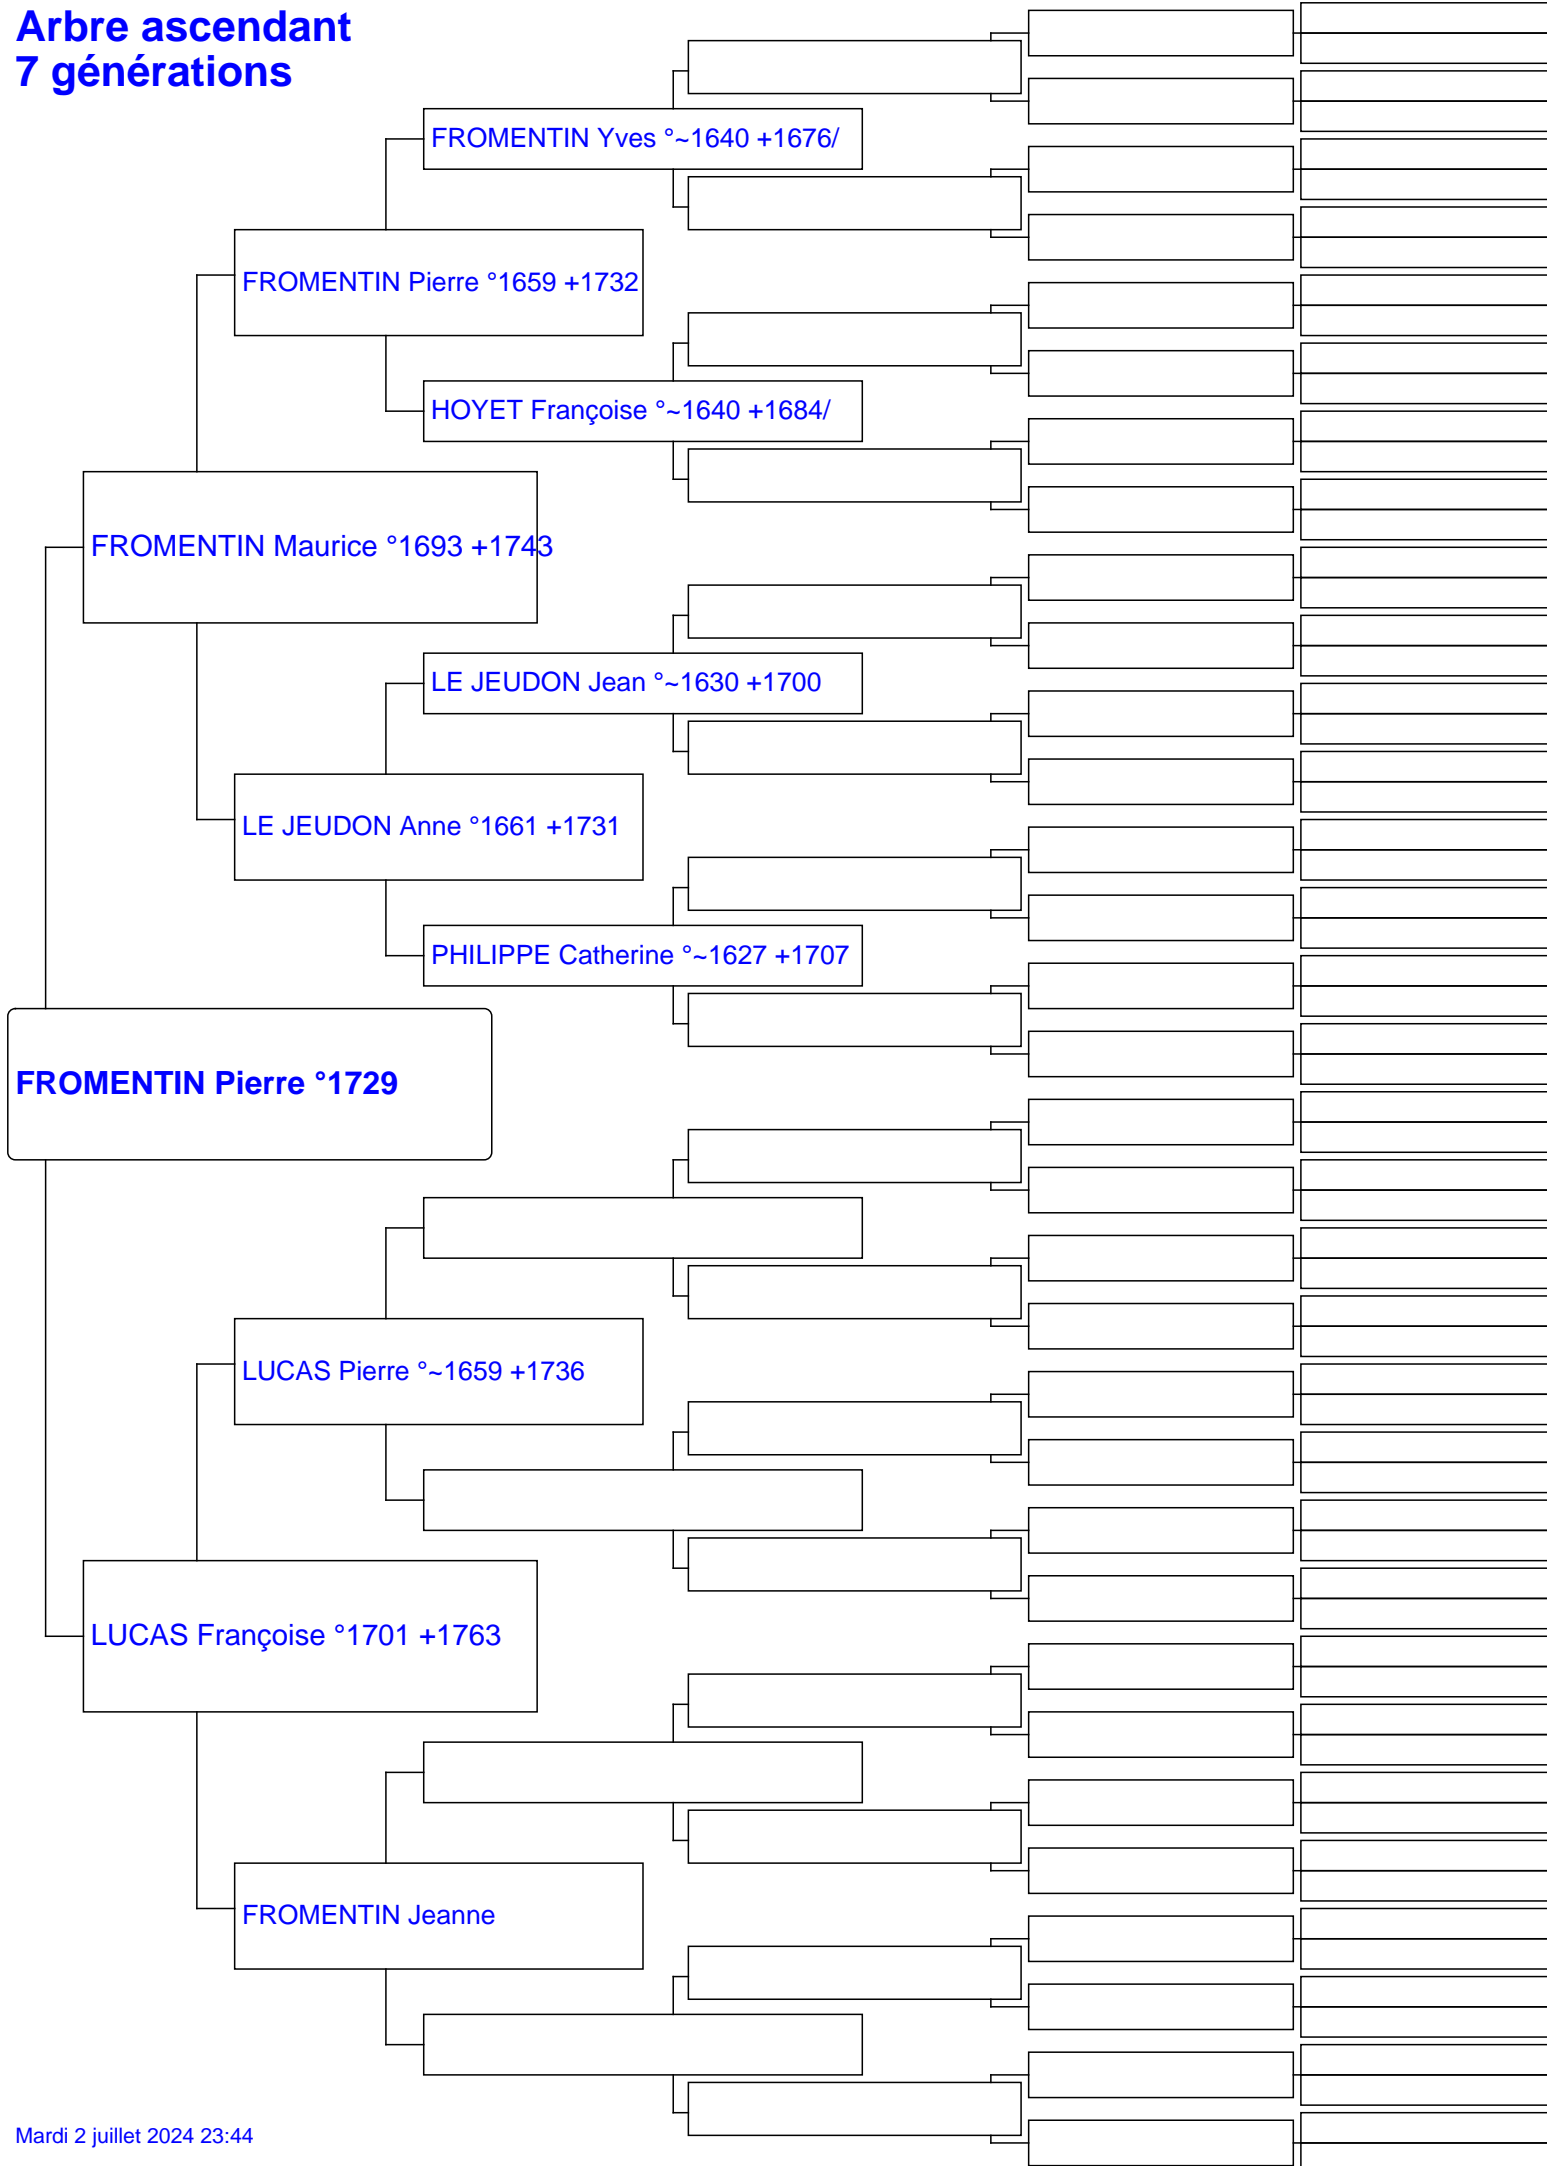 Arbre ascendant
7 générations
FROMENTIN Yves °~1640 +1676/
FROMENTIN Pierre °1659 +1732
HOYET Françoise °~1640 +1684/
FROMENTIN Maurice °1693 +1743
LE JEUDON Jean °~1630 +1700
LE JEUDON Anne °1661 +1731
PHILIPPE Catherine °~1627 +1707
FROMENTIN Pierre °1729
LUCAS Pierre °~1659 +1736
LUCAS Françoise °1701 +1763
FROMENTIN Jeanne
Mardi 2 juillet 2024 23:44